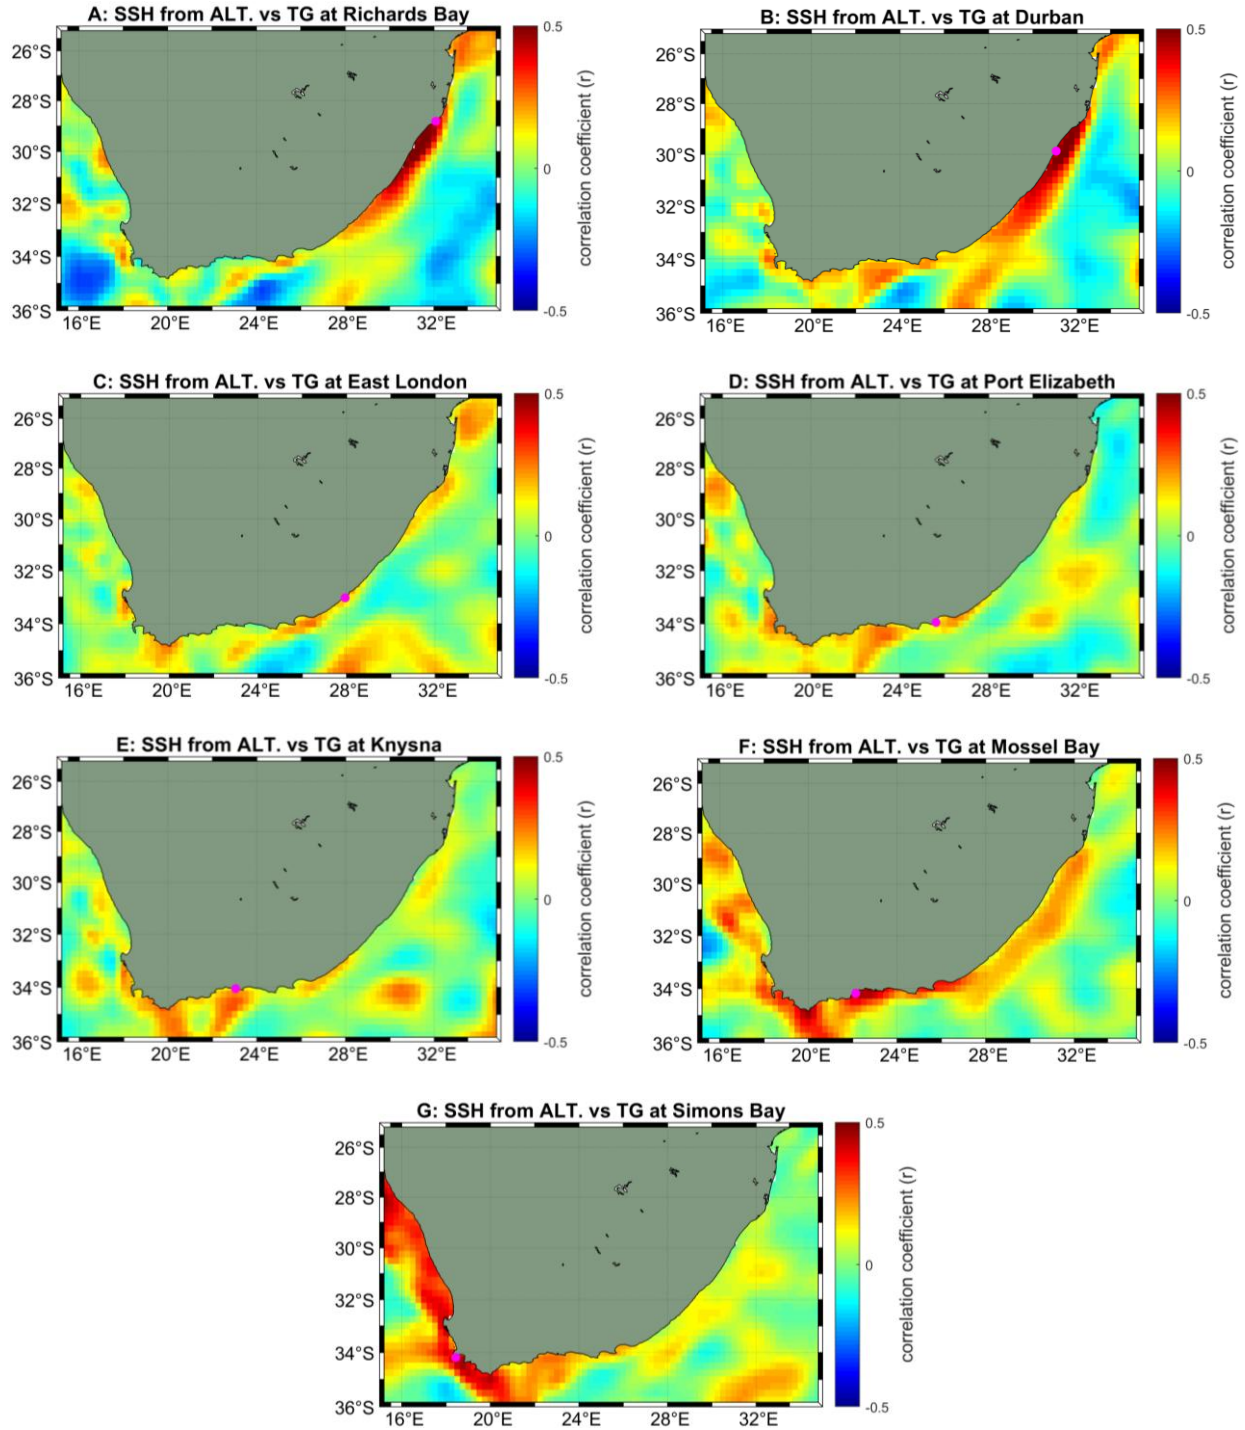 A: SSH from ALT. vs TG at Richards Bay
26°S
28°S
30°S
32°S
34°S
36°S
16°E 20°E 24°E 28°E 32°E
0.5
0
-0.5
correlation coefficient (r)
B: SSH from ALT. vs TG at Durban
26°S
28°S
30°S
32°S
34°S
36°S
16°E 20°E 24°E 28°E 32°E
0.5
0
-0.5
correlation coefficient (r)
C: SSH from ALT. vs TG at East London
26°S
28°S
30°S
32°S
34°S
36°S
16°E 20°E 24°E 28°E 32°E
0.5
0
-0.5
correlation coefficient (r)
D: SSH from ALT. vs TG at Port Elizabeth
26°S
28°S
30°S
32°S
34°S
36°S
16°E 20°E 24°E 28°E 32°E
0.5
0
-0.5
correlation coefficient (r)
E: SSH from ALT. vs TG at Knysna
26°S
28°S
30°S
32°S
34°S
36°S
16°E 20°E 24°E 28°E 32°E
0.5
0
-0.5
correlation coefficient (r)
F: SSH from ALT. vs TG at Mossel Bay
26°S
28°S
30°S
32°S
34°S
36°S
16°E 20°E 24°E 28°E 32°E
0.5
0
-0.5
correlation coefficient (r)
G: SSH from ALT. vs TG at Simons Bay
26°S
28°S
30°S
32°S
34°S
36°S
16°E 20°E 24°E 28°E 32°E
0.5
0
-0.5
correlation coefficient (r)